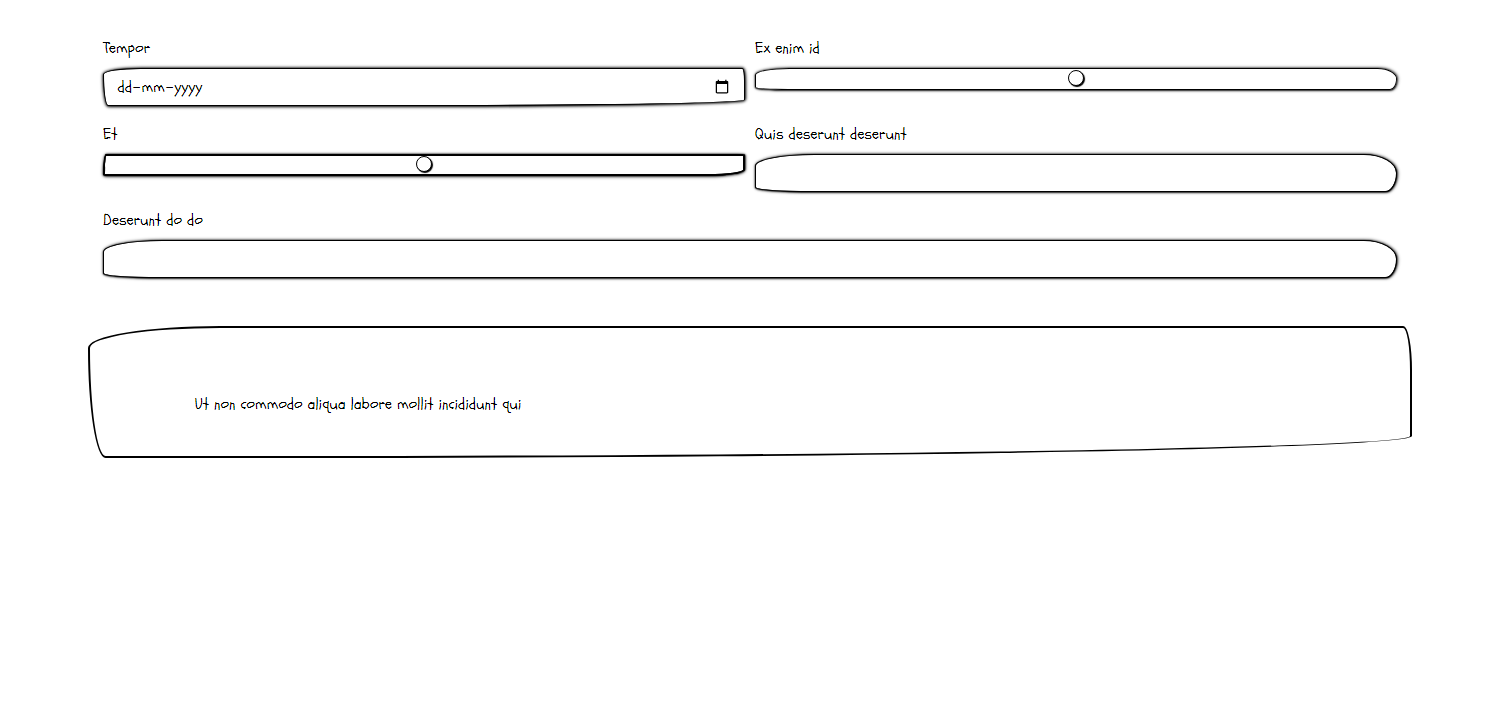 Tempor
Ex enim id
dd-mm-yyyy
Et
Quis deserunt deserunt
Deserunt do do
Ut non commodo aliqua labore mollit incididunt qui